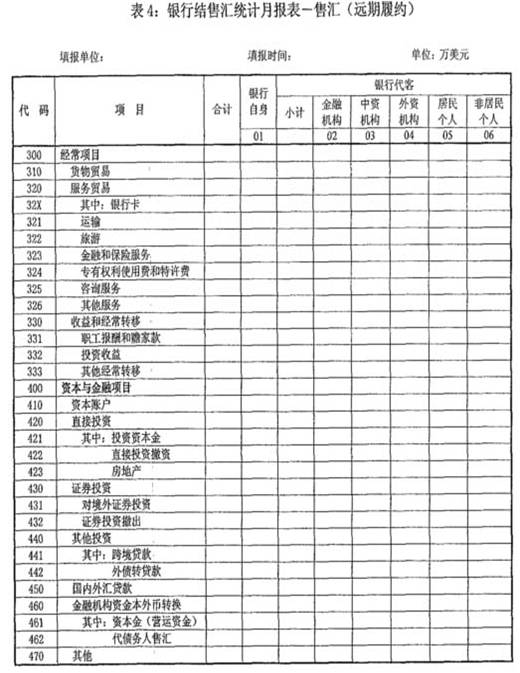 表4：银行结售汇统计月报表－售汇（远期履约）
填报单位： 填报时间： 单位：万美元
代 码 项 目 合计 银行自身 银行代客
小计 金融机构 中资机构 外资机构 居民个人 非居民个人
01 02 03 04 05 06
300 经常项目
310 货物贸易
320 服务贸易
32X 其中：银行卡
321 运输
322 旅游
323 金融和保险服务
324 专有权利使用费和特许费
325 咨询服务
326 其他服务
330 收益和经常转移
331 职工报酬和赡家款
332 投资收益
333 其他经常转移
400 资本与金融项目
410 资本账户
420 直接投资
421 其中：投资资本金
422 直接投资撤资
423 房地产
430 证券投资
431 对境外证券投资
432 证券投资撤出
440 其他投资
441 其中：跨境贷款
442 外债转贷款
450 国内外汇贷款
460 金融机构资金本外币转换
461 其中：资本金（营运资金）
462 代债务人售汇
470 其他